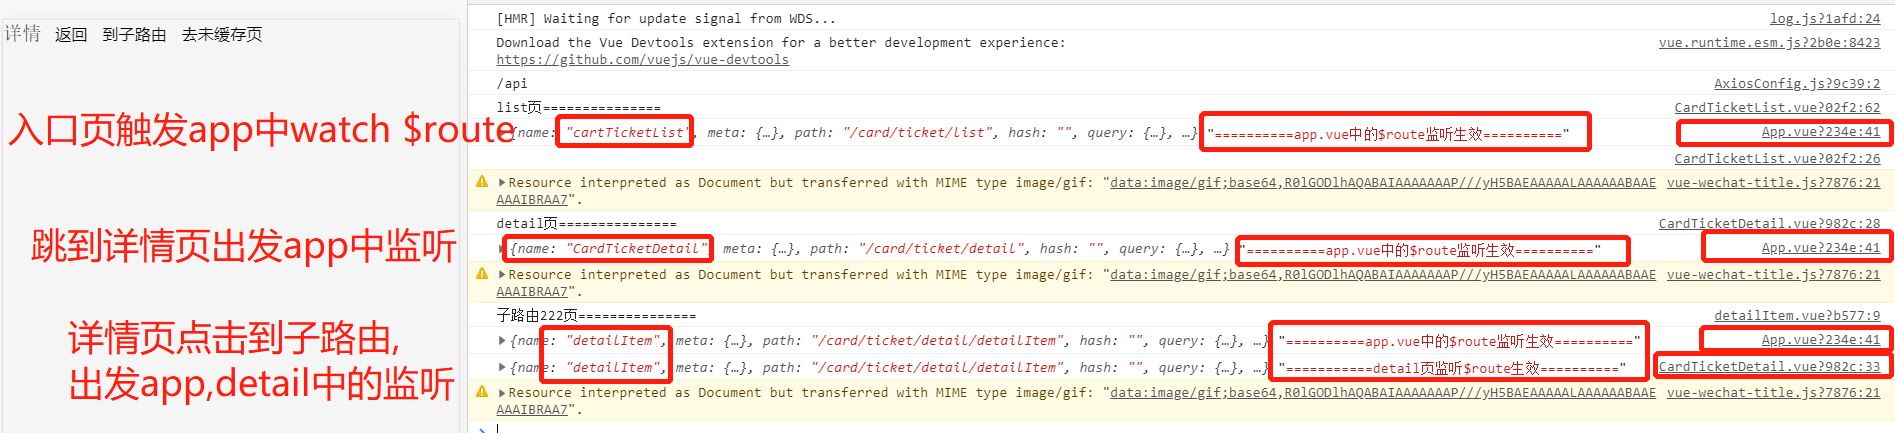 详情 返回 到子路由 去未缓存页
入口页触发app中watch $route
跳到详情页出发app中监听
详情页点击到子路由,
出发app,detail中的监听
[HMR] Waiting for update signal from WDS... log.js?1afd:24
Download the Vue Devtools extension for a better development experience: vue.runtime.esm.js?2b0e:8423
https://github.com/vuejs/vue-devtools
/api AxiosConfig.js?9c39:2
list页=============== CardTicketList.vue?02f2:62
{name: "cartTicketList", meta: {…}, path: "/card/ticket/list", hash: "", query: {…}, …} "==========app.vue中的$route监听生效==========" App.vue?234e:41
CardTicketList.vue?02f2:26
Resource interpreted as Document but transferred with MIME type image/gif: "data:image/gif;base64,R0lGODlhAQABAIAAAAAAAP///yH5BAEAAAAALAAAAAABAAE vue-wechat-title.js?7876:21
AAAIBRAA7".
detail页=============== CardTicketDetail.vue?982c:28
{name: "CardTicketDetail", meta: {…}, path: "/card/ticket/detail", hash: "", query: {…}, …} "==========app.vue中的$route监听生效==========" App.vue?234e:41
Resource interpreted as Document but transferred with MIME type image/gif: "data:image/gif;base64,R0lGODlhAQABAIAAAAAAAP///yH5BAEAAAAALAAAAAABAAE vue-wechat-title.js?7876:21
AAAIBRAA7".
子路由222页=============== detailItem.vue?b577:9
{name: "detailItem", meta: {…}, path: "/card/ticket/detail/detailItem", hash: "", query: {…}, …} "==========app.vue中的$route监听生效==========" App.vue?234e:41
{name: "detailItem", meta: {…}, path: "/card/ticket/detail/detailItem", hash: "", query: {…}, …} "===========detail页监听$route生效==========" CardTicketDetail.vue?982c:33
Resource interpreted as Document but transferred with MIME type image/gif: "data:image/gif;base64,R0lGODlhAQABAIAAAAAAAP///yH5BAEAAAAALAAAAAABAAE vue-wechat-title.js?7876:21
AAAIBRAA7".